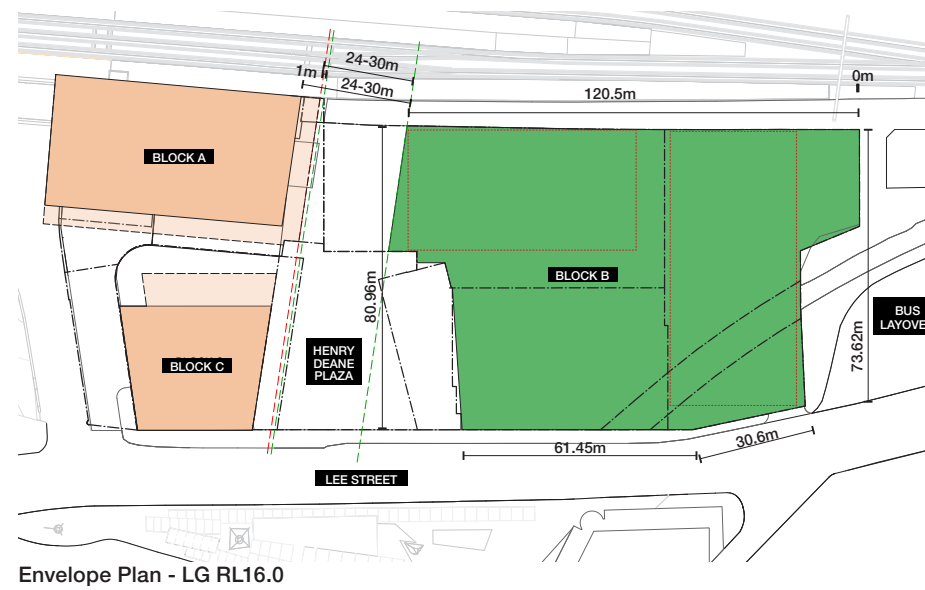 24-30m
1m
24-30m
0m
120.5m
BLOCK A
BLOCK B
80.96m
BUS
LAYOVE
HENRY
DEANE
PLAZA
BLOCK C
73.62m
61.45m
30.6m
LEE STREET
Envelope Plan - LG RL16.0